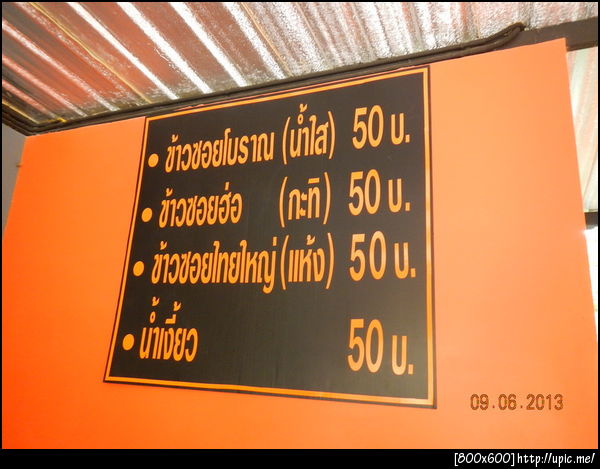 • ข้าวซอยโบราณ (น้ำใส) 50 บ.
• ข้าวซอยฮ่อ (กะทิ) 50 บ.
• ข้าวซอยไทยใหญ่ (แห้ง) 50 บ.
• น้ำเงี้ยว 50 บ.
09.06.2013
[800x600] http://upic.me/